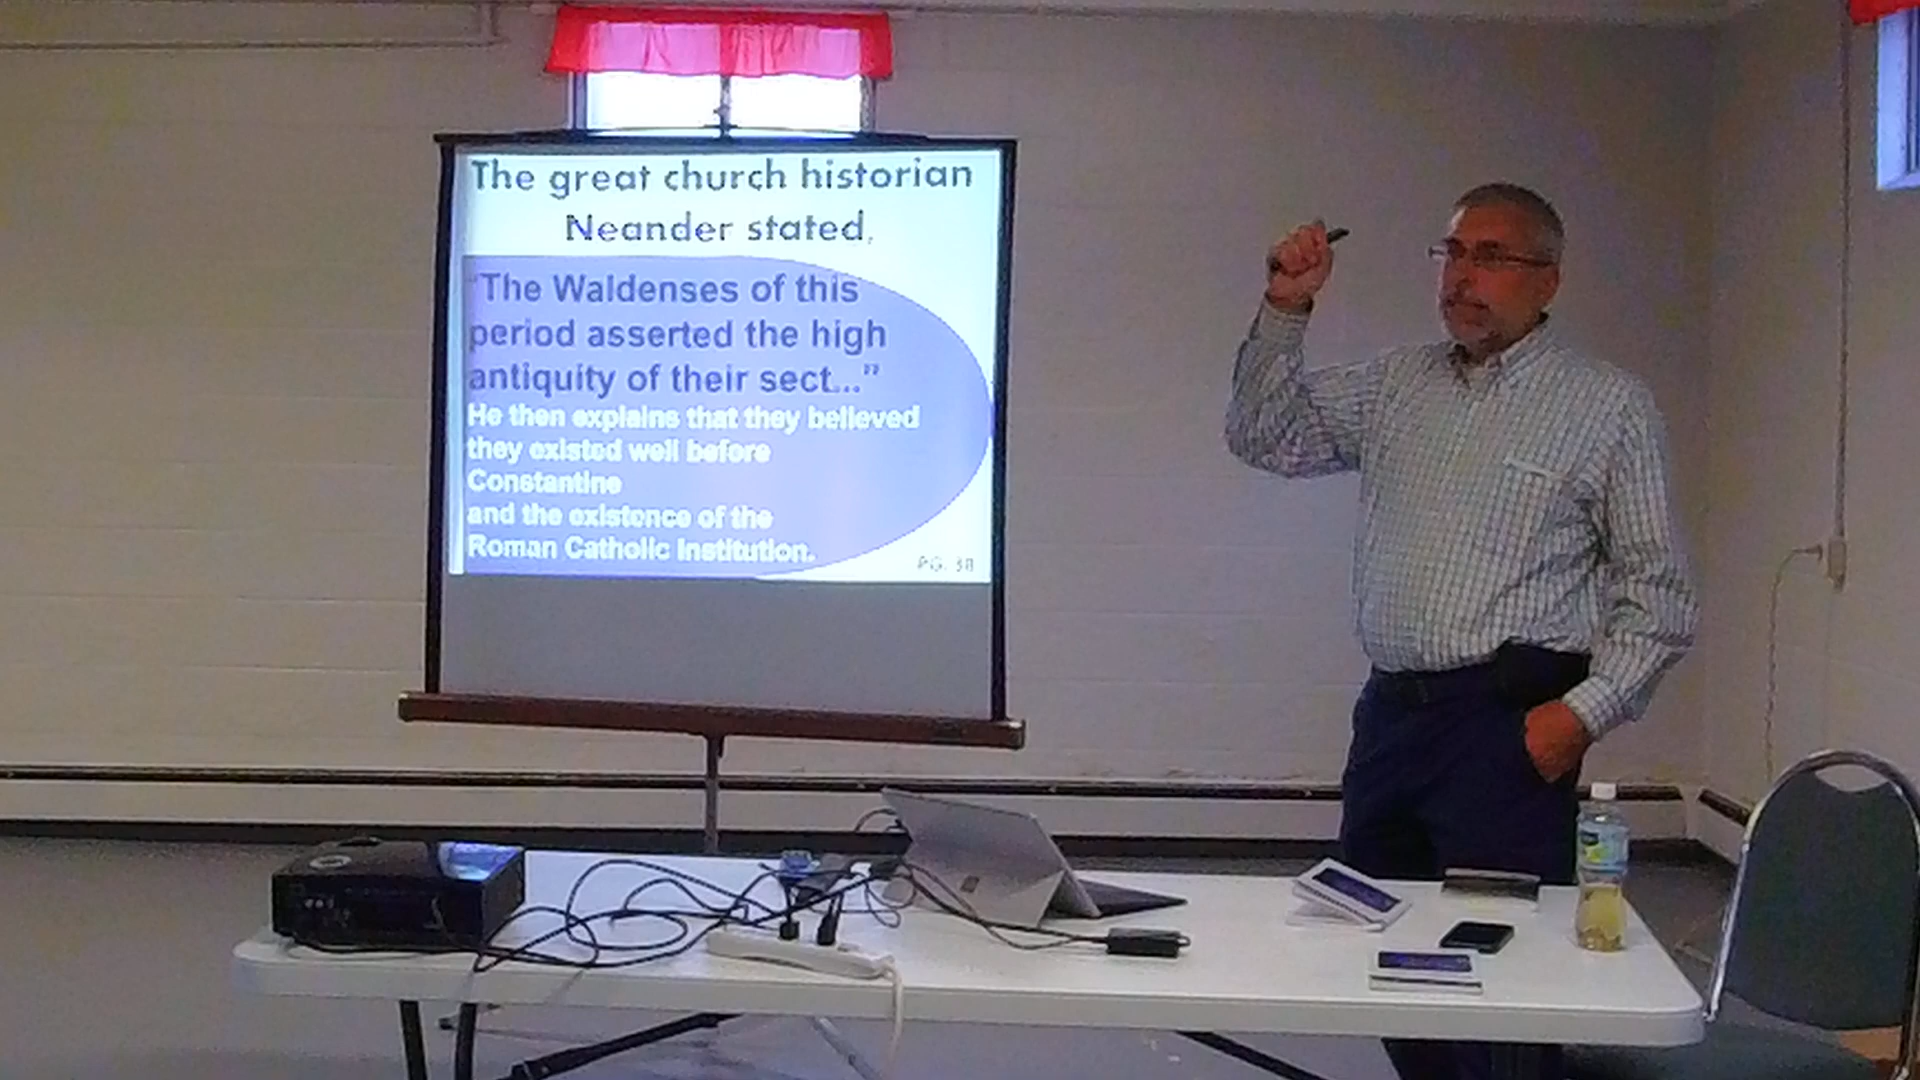 The great church historian
Neander stated,
"The Waldenses of this
period asserted the high
antiquity of their sect..."
He then explains that they believed
they existed well before
Constantine
and the existence of the
Roman Catholic Institution.
PG. 38